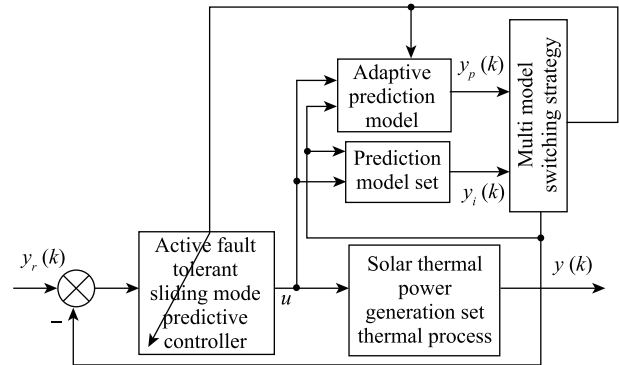 Adaptive
prediction
model
y_p (k)
Multi model
switching strategy
Prediction
model set
y_i (k)
y_r (k)
−
Active fault
tolerant
sliding mode
predictive
controller
u
Solar thermal
power
generation set
thermal process
y (k)